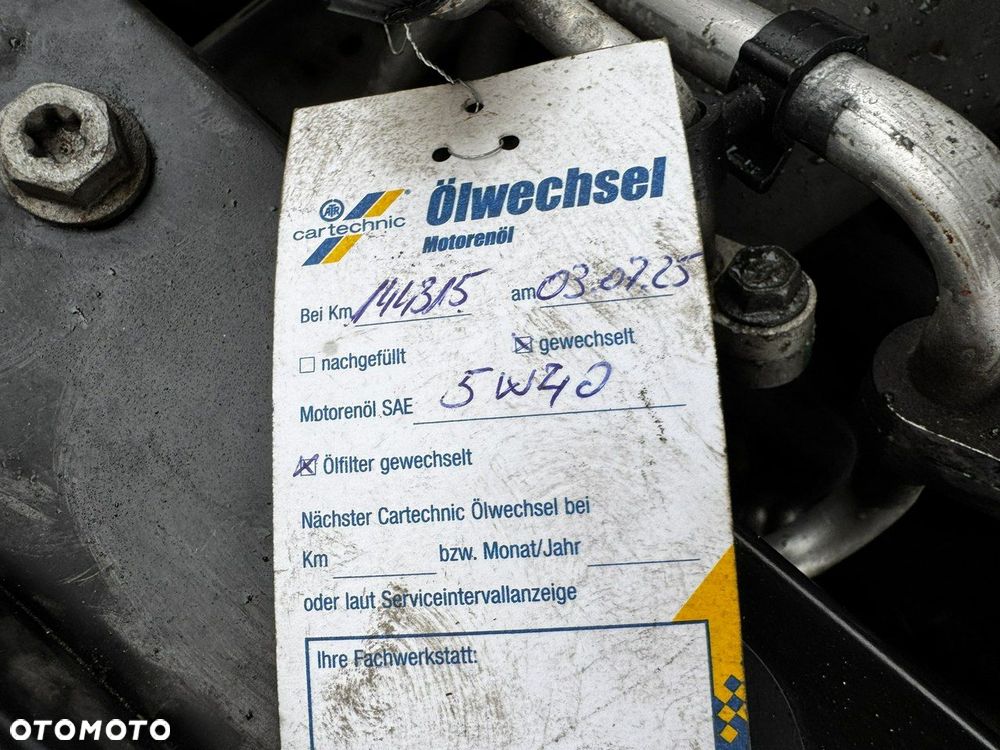 Ölwechsel
ATR
cartechnic®
Motorenöl
Bei Km 144315 am 03.07.25
nachgefüllt gewechselt
Motorenöl SAE 5W40
Ölfilter gewechselt
Nächster Cartechnic Ölwechsel bei
Km bzw. Monat/Jahr
oder laut Serviceintervallanzeige
Ihre Fachwerkstatt:
OTOMOTO